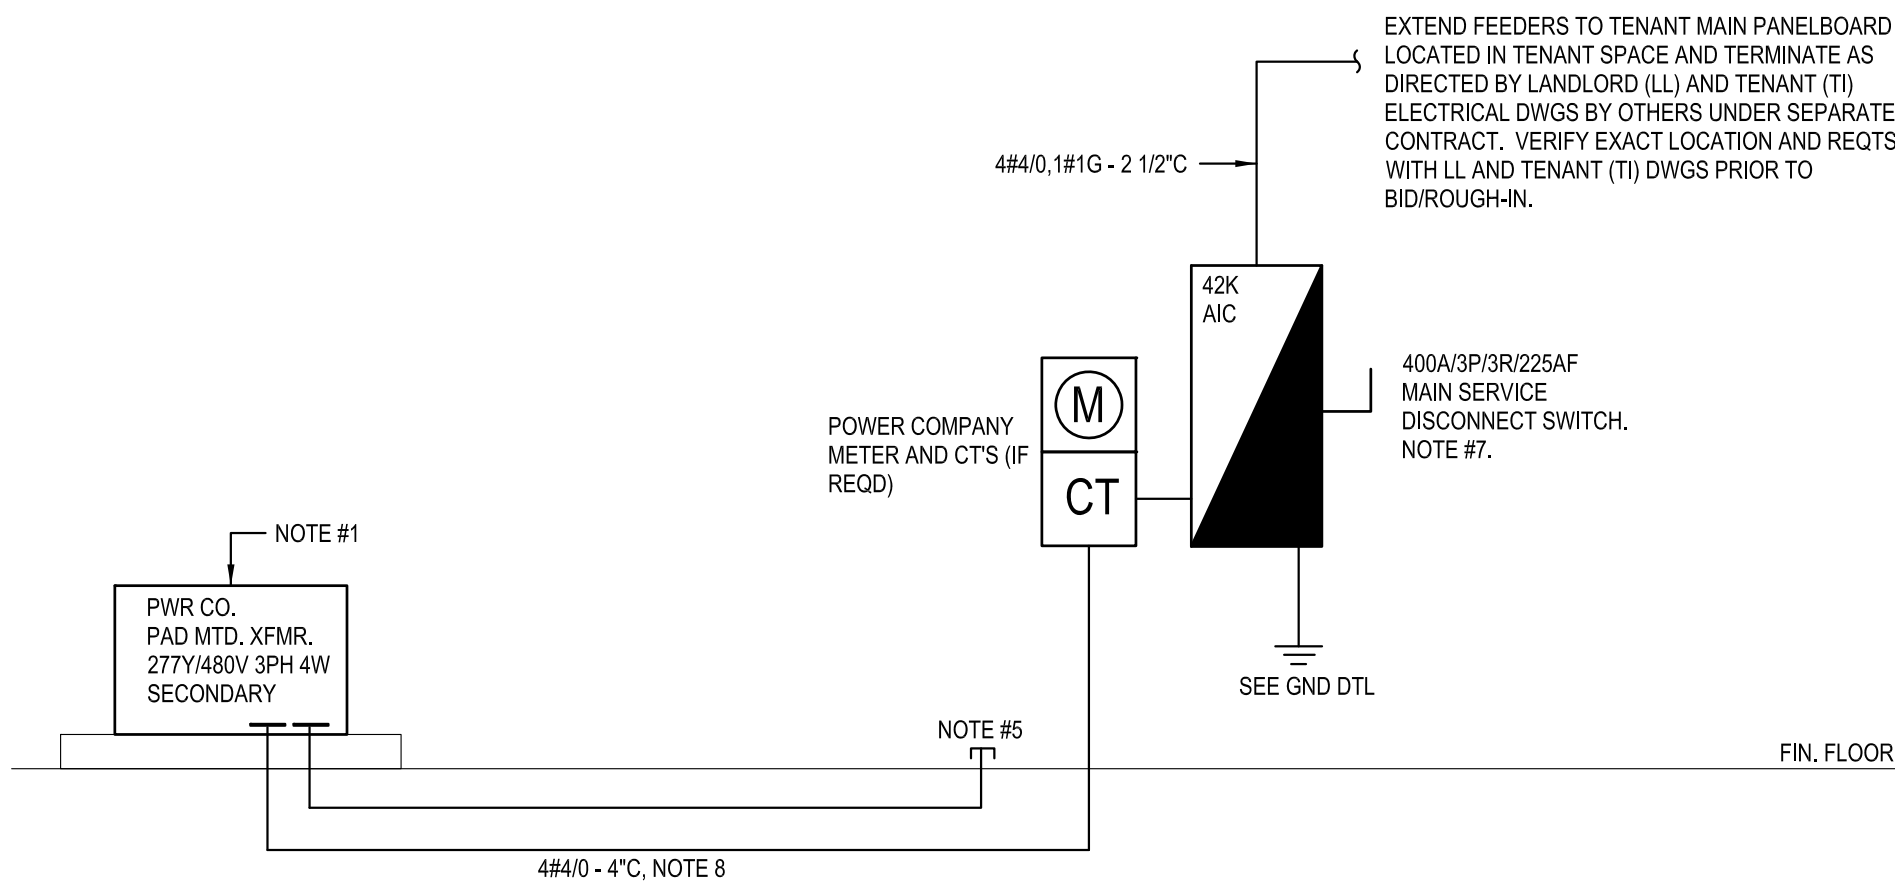 EXTEND FEEDERS TO TENANT MAIN PANELBOARD
LOCATED IN TENANT SPACE AND TERMINATE AS
DIRECTED BY LANDLORD (LL) AND TENANT (TI)
ELECTRICAL DWGS BY OTHERS UNDER SEPARATE
CONTRACT. VERIFY EXACT LOCATION AND REQTS
WITH LL AND TENANT (TI) DWGS PRIOR TO
BID/ROUGH-IN.
4#4/0,1#1G - 2 1/2"C
42K
AIC
400A/3P/3R/225AF
MAIN SERVICE
DISCONNECT SWITCH.
NOTE #7.
M
CT
POWER COMPANY
METER AND CT'S (IF
REQD)
NOTE #1
PWR CO.
PAD MTD. XFMR.
277Y/480V 3PH 4W
SECONDARY
SEE GND DTL
NOTE #5
FIN. FLOOR
4#4/0 - 4"C, NOTE 8